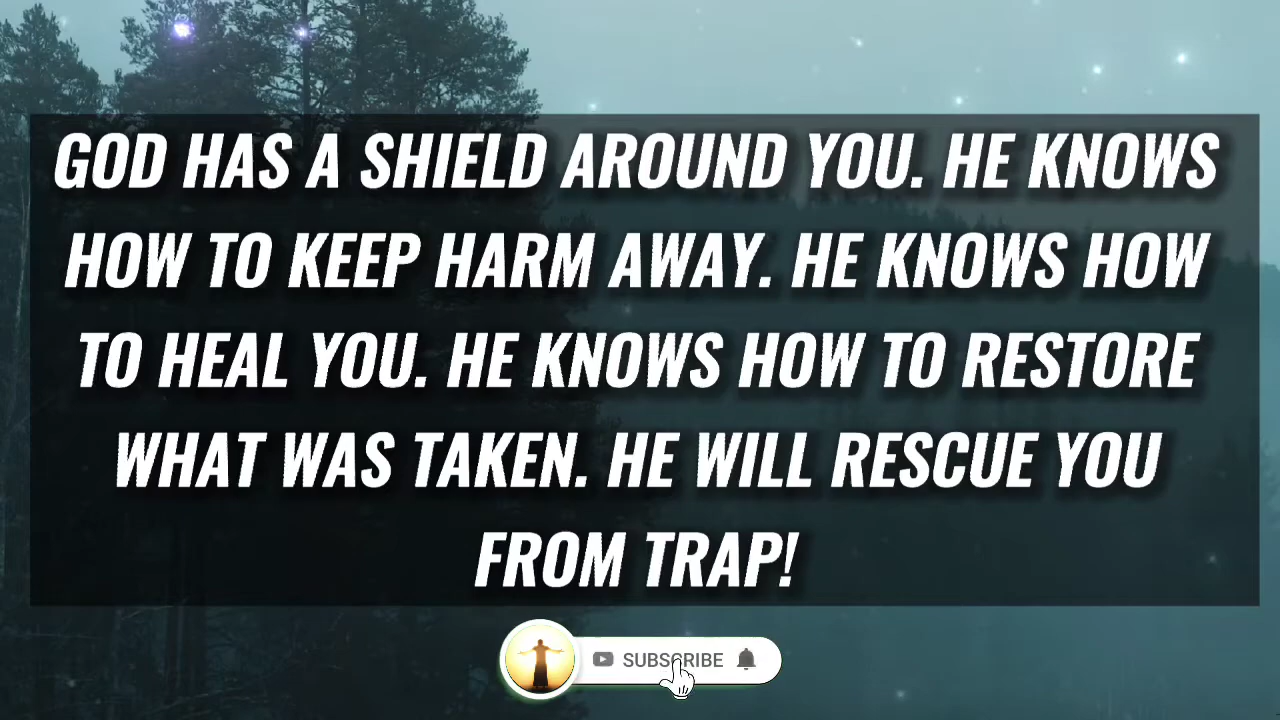 GOD HAS A SHIELD AROUND YOU. HE KNOWS
HOW TO KEEP HARM AWAY. HE KNOWS HOW
TO HEAL YOU. HE KNOWS HOW TO RESTORE
WHAT WAS TAKEN. HE WILL RESCUE YOU
FROM TRAP!
SUBSCRIBE